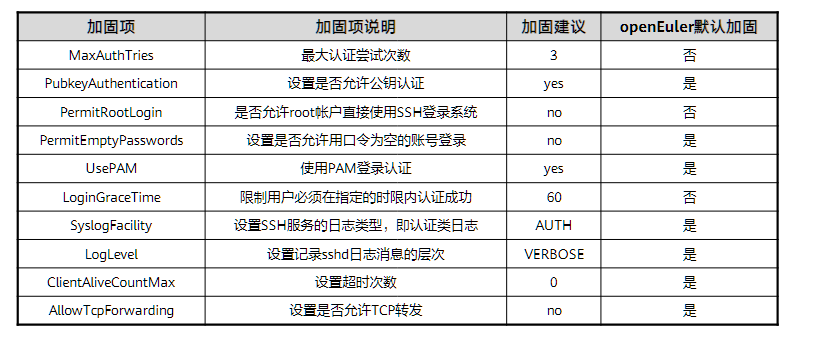 加固项 加固项说明 加固建议 openEuler默认加固
MaxAuthTries 最大认证尝试次数 3 否
PubkeyAuthentication 设置是否允许公钥认证 yes 是
PermitRootLogin 是否允许root帐户直接使用SSH登录系统 no 否
PermitEmptyPasswords 设置是否允许用口令为空的账号登录 no 是
UsePAM 使用PAM登录认证 yes 是
LoginGraceTime 限制用户必须在指定的时限内认证成功 60 否
SyslogFacility 设置SSH服务的日志类型，即认证类日志 AUTH 是
LogLevel 设置记录sshd日志消息的层次 VERBOSE 是
ClientAliveCountMax 设置超时次数 0 是
AllowTcpForwarding 设置是否允许TCP转发 no 是